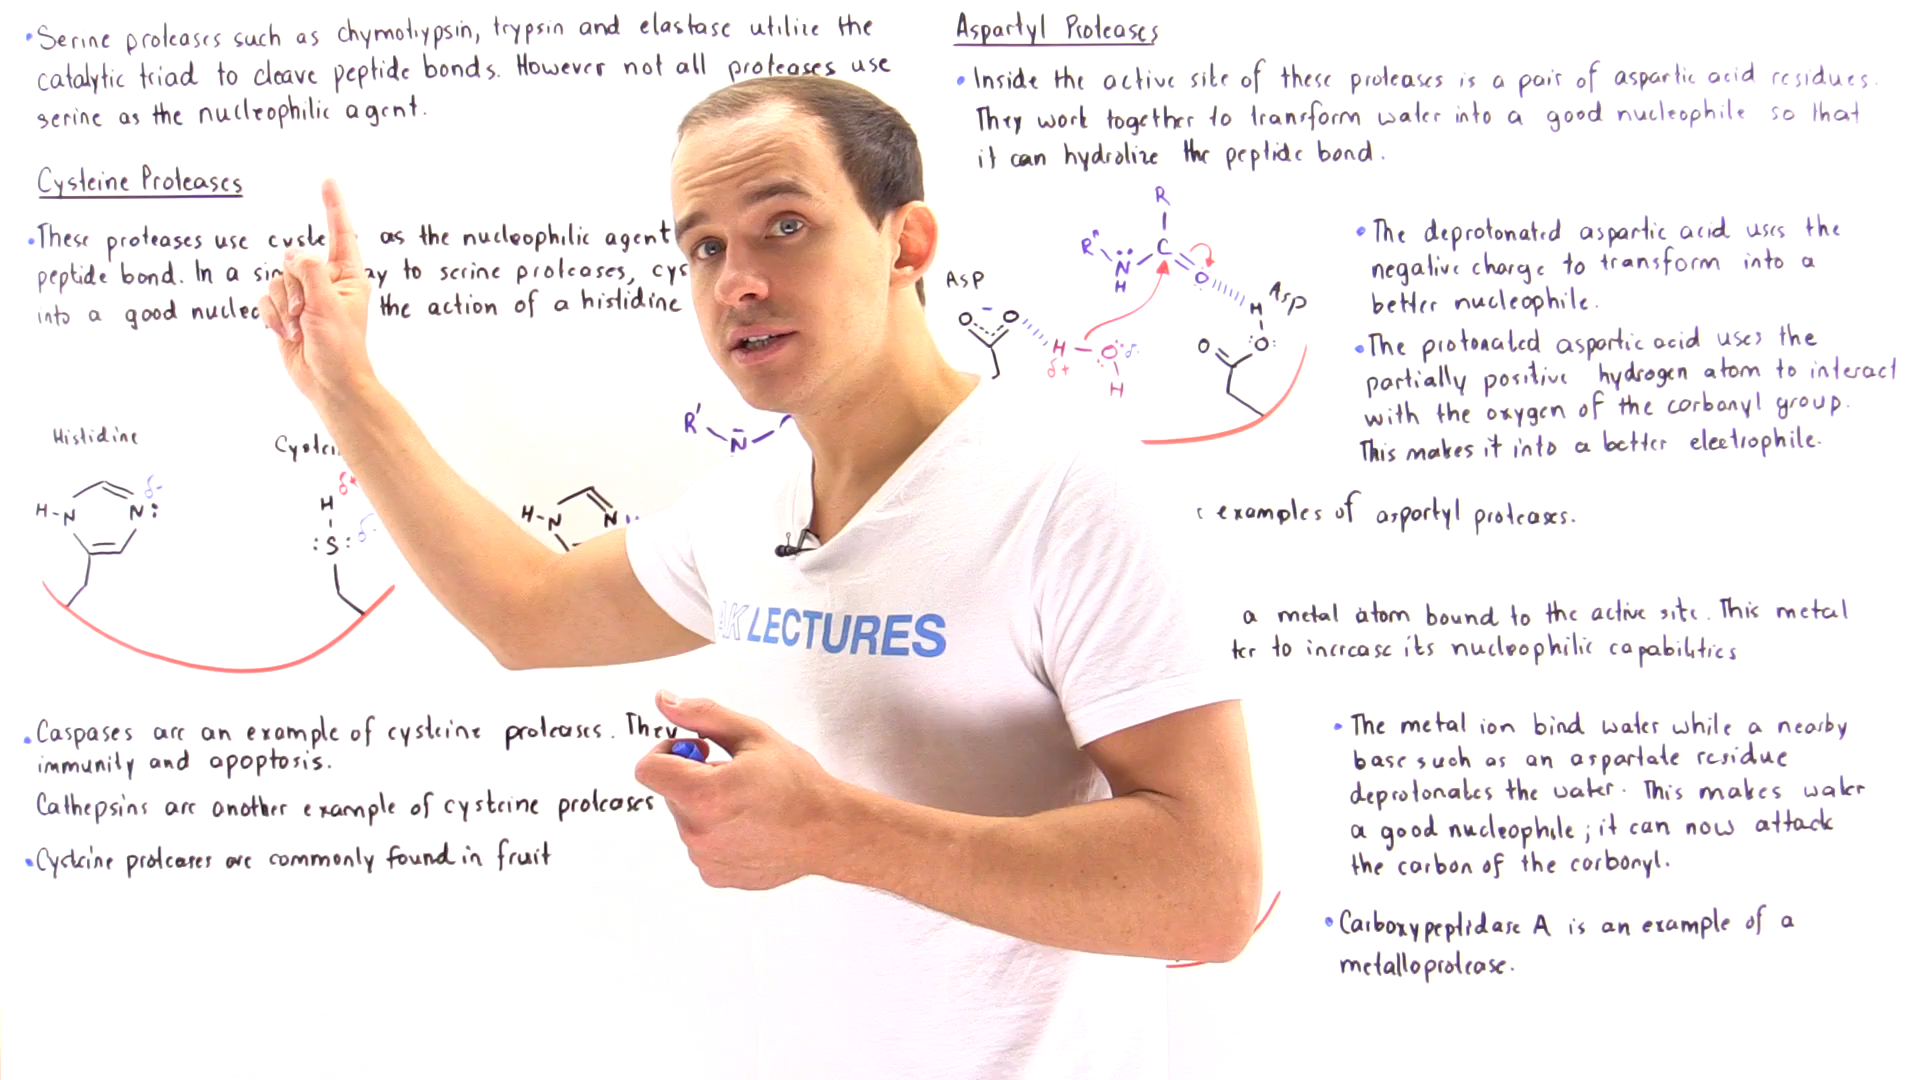 •Serine proteases such as chymotrypsin, trypsin and elastase utilize the
catalytic triad to cleave peptide bonds. However not all proteases use
serine as the nucleophilic agent.
Cysteine Proteases
•These proteases use as the nucleophilic agent
peptide bond. In a to serine proteases,
into a good the action of a histidine
Histidine
H-N
N:
δ-
H
δ+
:S:
δ-
R'
N
H-N
N
•Caspases are an example of cysteine proteases. They
immunity and apoptosis.
Cathepsins are another example of cysteine proteases
•Cysteine proteases are commonly found in fruit
AK LECTURES
Aspartyl Proteases
•Inside the active site of these proteases is a pair of aspartic acid residues.
They work together to transform water into a good nucleophile so that
it can hydrolize the peptide bond.
R
R"
N
H
C
O
Asp
O
-
O
H
δ+
O
δ-
H
Asp
H
:O:
O
•The deprotonated aspartic acid uses the
negative charge to transform into a
better nucleophile.
•The protonated aspartic acid uses the
partially positive hydrogen atom to interact
with the oxygen of the carbonyl group.
This makes it into a better electrophile.
examples of aspartyl proteases.
a metal atom bound to the active site. This metal
to increase its nucleophilic capabilities
•The metal ion bind water while a nearby
base such as an aspartate residue
deprotonates the water. This makes water
a good nucleophile; it can now attack
the carbon of the carbonyl.
•Carboxypeptidase A is an example of a
metalloprotease.